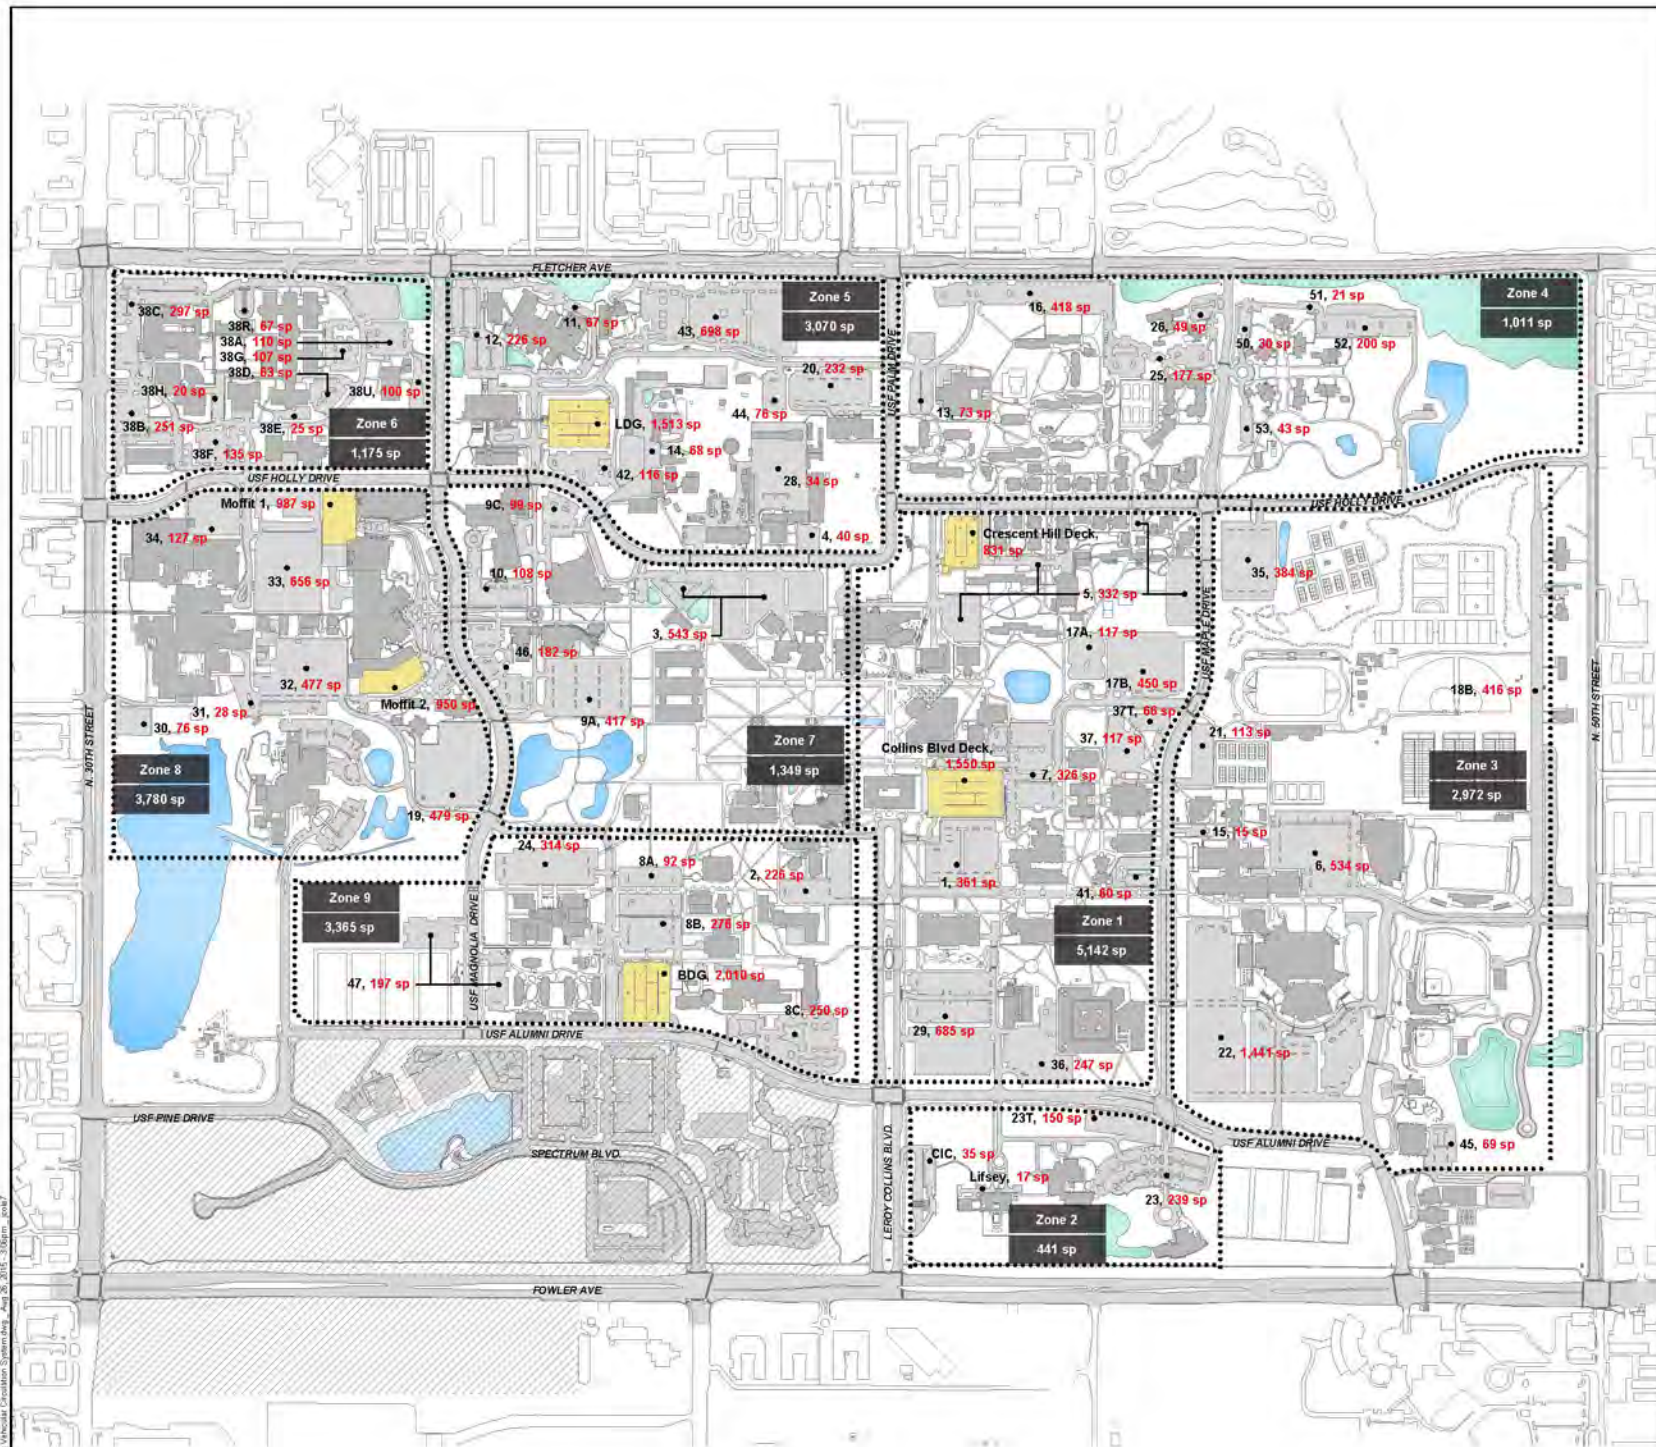 FLETCHER AVE.
Zone 5
3,070 sp
Zone 4
1,011 sp
38C, 297 sp
38R, 67 sp
38A, 110 sp
38G, 107 sp
38D, 63 sp
38H, 20 sp
38U, 100 sp
38B, 251 sp
38E, 25 sp
38F, 135 sp
Zone 6
1,175 sp
12, 226 sp
11, 67 sp
43, 698 sp
20, 232 sp
44, 76 sp
LDG, 1,513 sp
14, 68 sp
42, 116 sp
28, 34 sp
4, 40 sp
USF PALM DRIVE
16, 418 sp
26, 49 sp
51, 21 sp
50, 30 sp
52, 200 sp
25, 177 sp
13, 73 sp
53, 43 sp
USF HOLLY DRIVE
USF HOLLY DRIVE
Moffit 1, 987 sp
34, 127 sp
33, 656 sp
32, 477 sp
31, 28 sp
30, 76 sp
Moffit 2, 950 sp
Zone 8
3,780 sp
19, 479 sp
N. 30TH STREET
9C, 99 sp
10, 108 sp
3, 543 sp
46, 182 sp
9A, 417 sp
Zone 7
1,349 sp
Crescent Hill Deck,
831 sp
5, 332 sp
17A, 117 sp
17B, 450 sp
37T, 66 sp
37, 117 sp
Collins Blvd Deck,
1,550 sp
7, 326 sp
1, 361 sp
41, 60 sp
Zone 1
5,142 sp
29, 685 sp
36, 247 sp
USF MAPLE DRIVE
35, 384 sp
18B, 416 sp
21, 113 sp
Zone 3
2,972 sp
15, 15 sp
6, 534 sp
22, 1,441 sp
45, 69 sp
N. 50TH STREET
24, 314 sp
8A, 92 sp
2, 226 sp
Zone 9
3,365 sp
8B, 276 sp
47, 197 sp
BDG, 2,010 sp
8C, 250 sp
USF MAGNOLIA DRIVE
USF ALUMNI DRIVE
USF PINE DRIVE
SPECTRUM BLVD.
LEROY COLLINS BLVD.
23T, 150 sp
USF ALUMNI DRIVE
CIC, 35 sp
Lifsey, 17 sp
23, 239 sp
Zone 2
441 sp
FOWLER AVE.